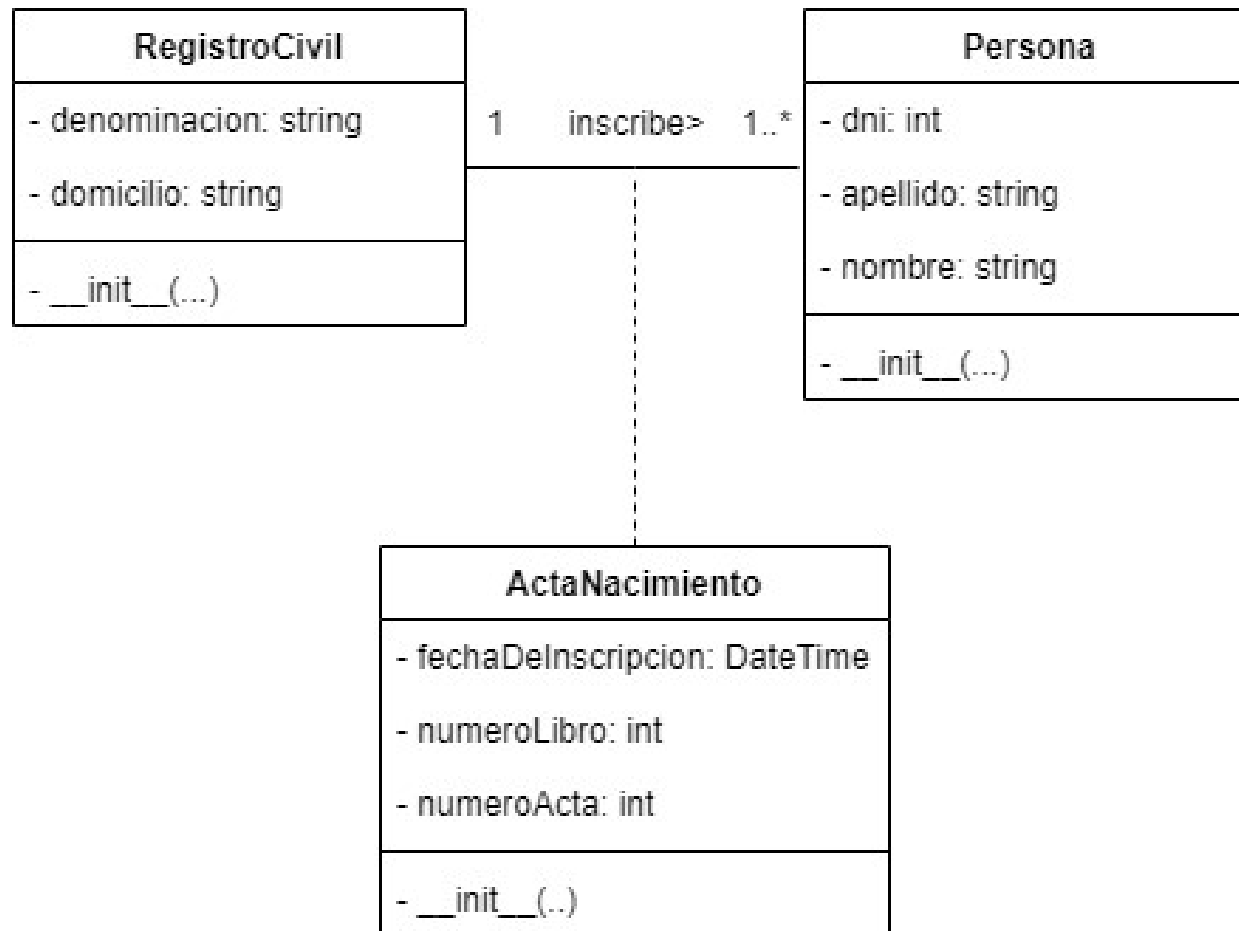 RegistroCivil
- denominacion: string
- domicilio: string
- __init__(...)
1 inscribe> 1..*
Persona
- dni: int
- apellido: string
- nombre: string
- __init__(...)
ActaNacimiento
- fechaDeInscripcion: DateTime
- numeroLibro: int
- numeroActa: int
- __init__(..)